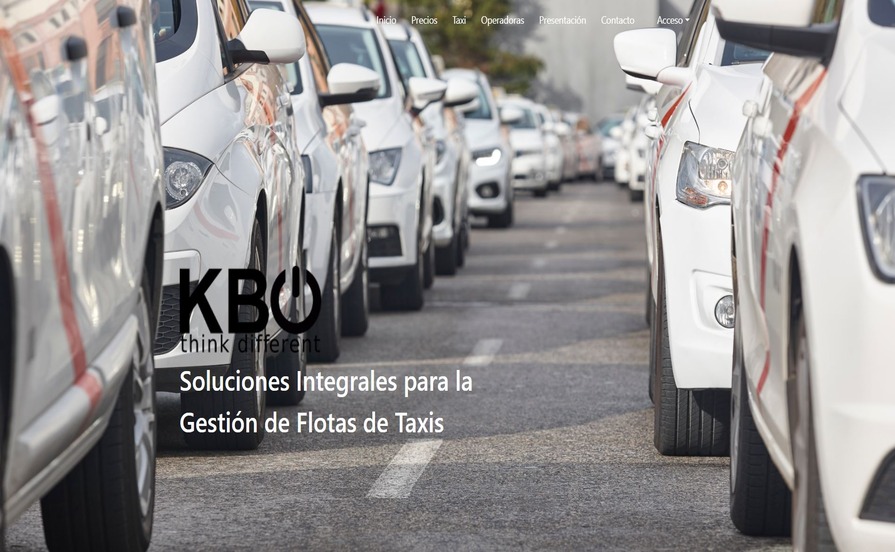 Inicio Precios Taxi Operadoras Presentación Contacto Acceso
KBO
think different
Soluciones Integrales para la
Gestión de Flotas de Taxis